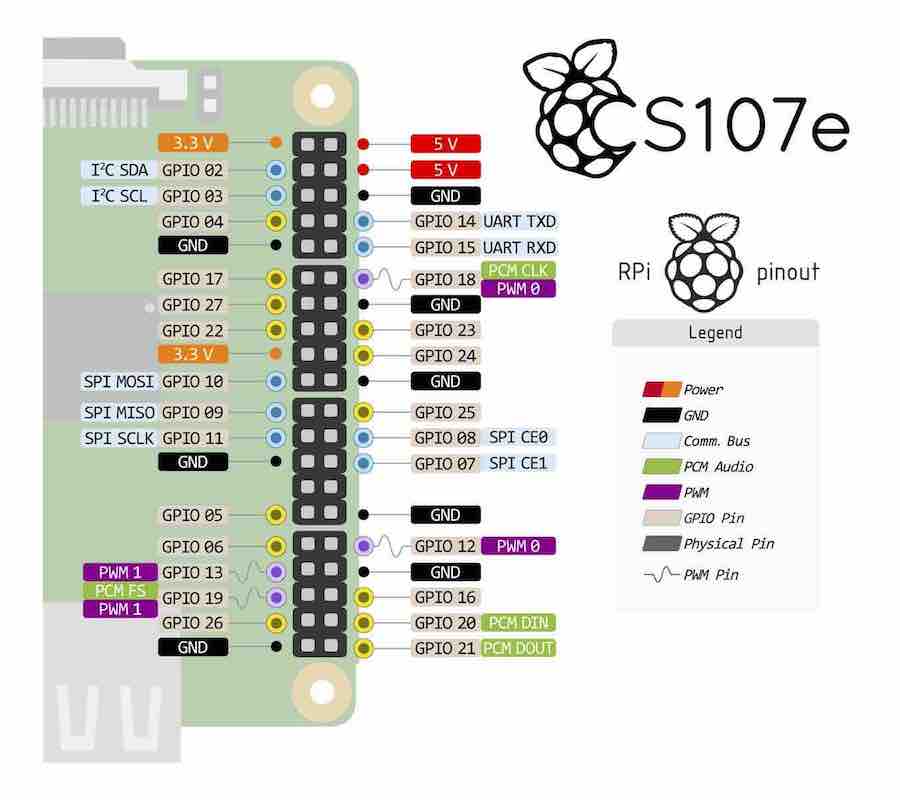 CS107e
3.3 V 5 V
I²C SDA GPIO 02 5 V
I²C SCL GPIO 03 GND
GPIO 04 GPIO 14 UART TXD
GND GPIO 15 UART RXD
GPIO 17 GPIO 18 PCM CLK
PWM 0
GPIO 27 GND
GPIO 22 GPIO 23
3.3 V GPIO 24
SPI MOSI GPIO 10 GND
SPI MISO GPIO 09 GPIO 25
SPI SCLK GPIO 11 GPIO 08 SPI CE0
GND GPIO 07 SPI CE1
GPIO 05 GND
GPIO 06 GPIO 12 PWM 0
PWM 1 GPIO 13 GND
PCM FS
PWM 1 GPIO 19 GPIO 16
GPIO 26 GPIO 20 PCM DIN
GND GPIO 21 PCM DOUT
RPi pinout
Legend
Power
GND
Comm. Bus
PCM Audio
PWM
GPIO Pin
Physical Pin
PWM Pin